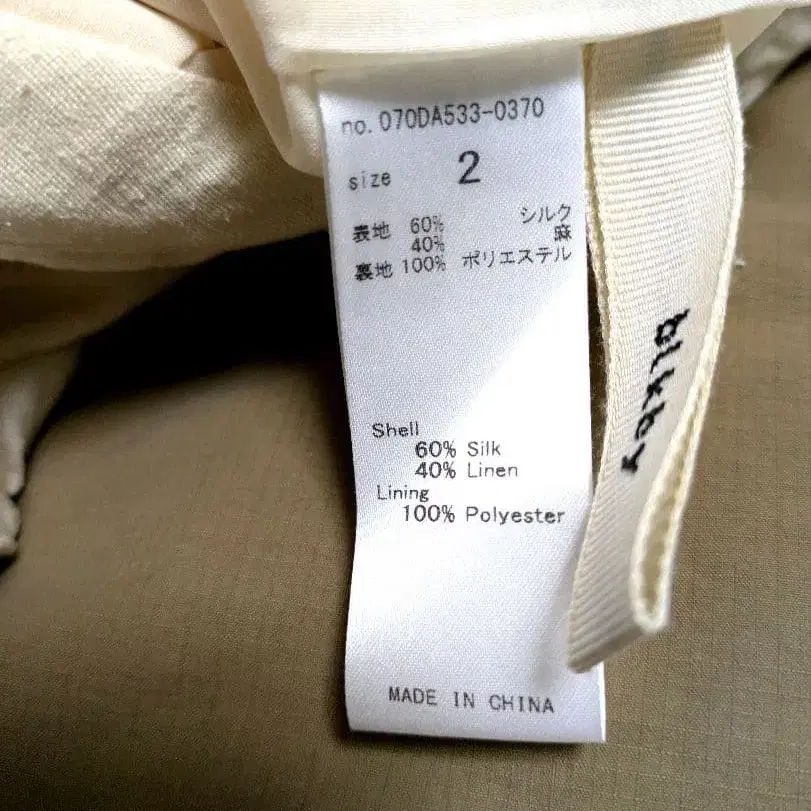 no. 070DA533-0370
size 2
表地 60% シルク
40% 麻
裏地 100% ポリエステル
Shell
60% Silk
40% Linen
Lining
100% Polyester
MADE IN CHINA
blkby